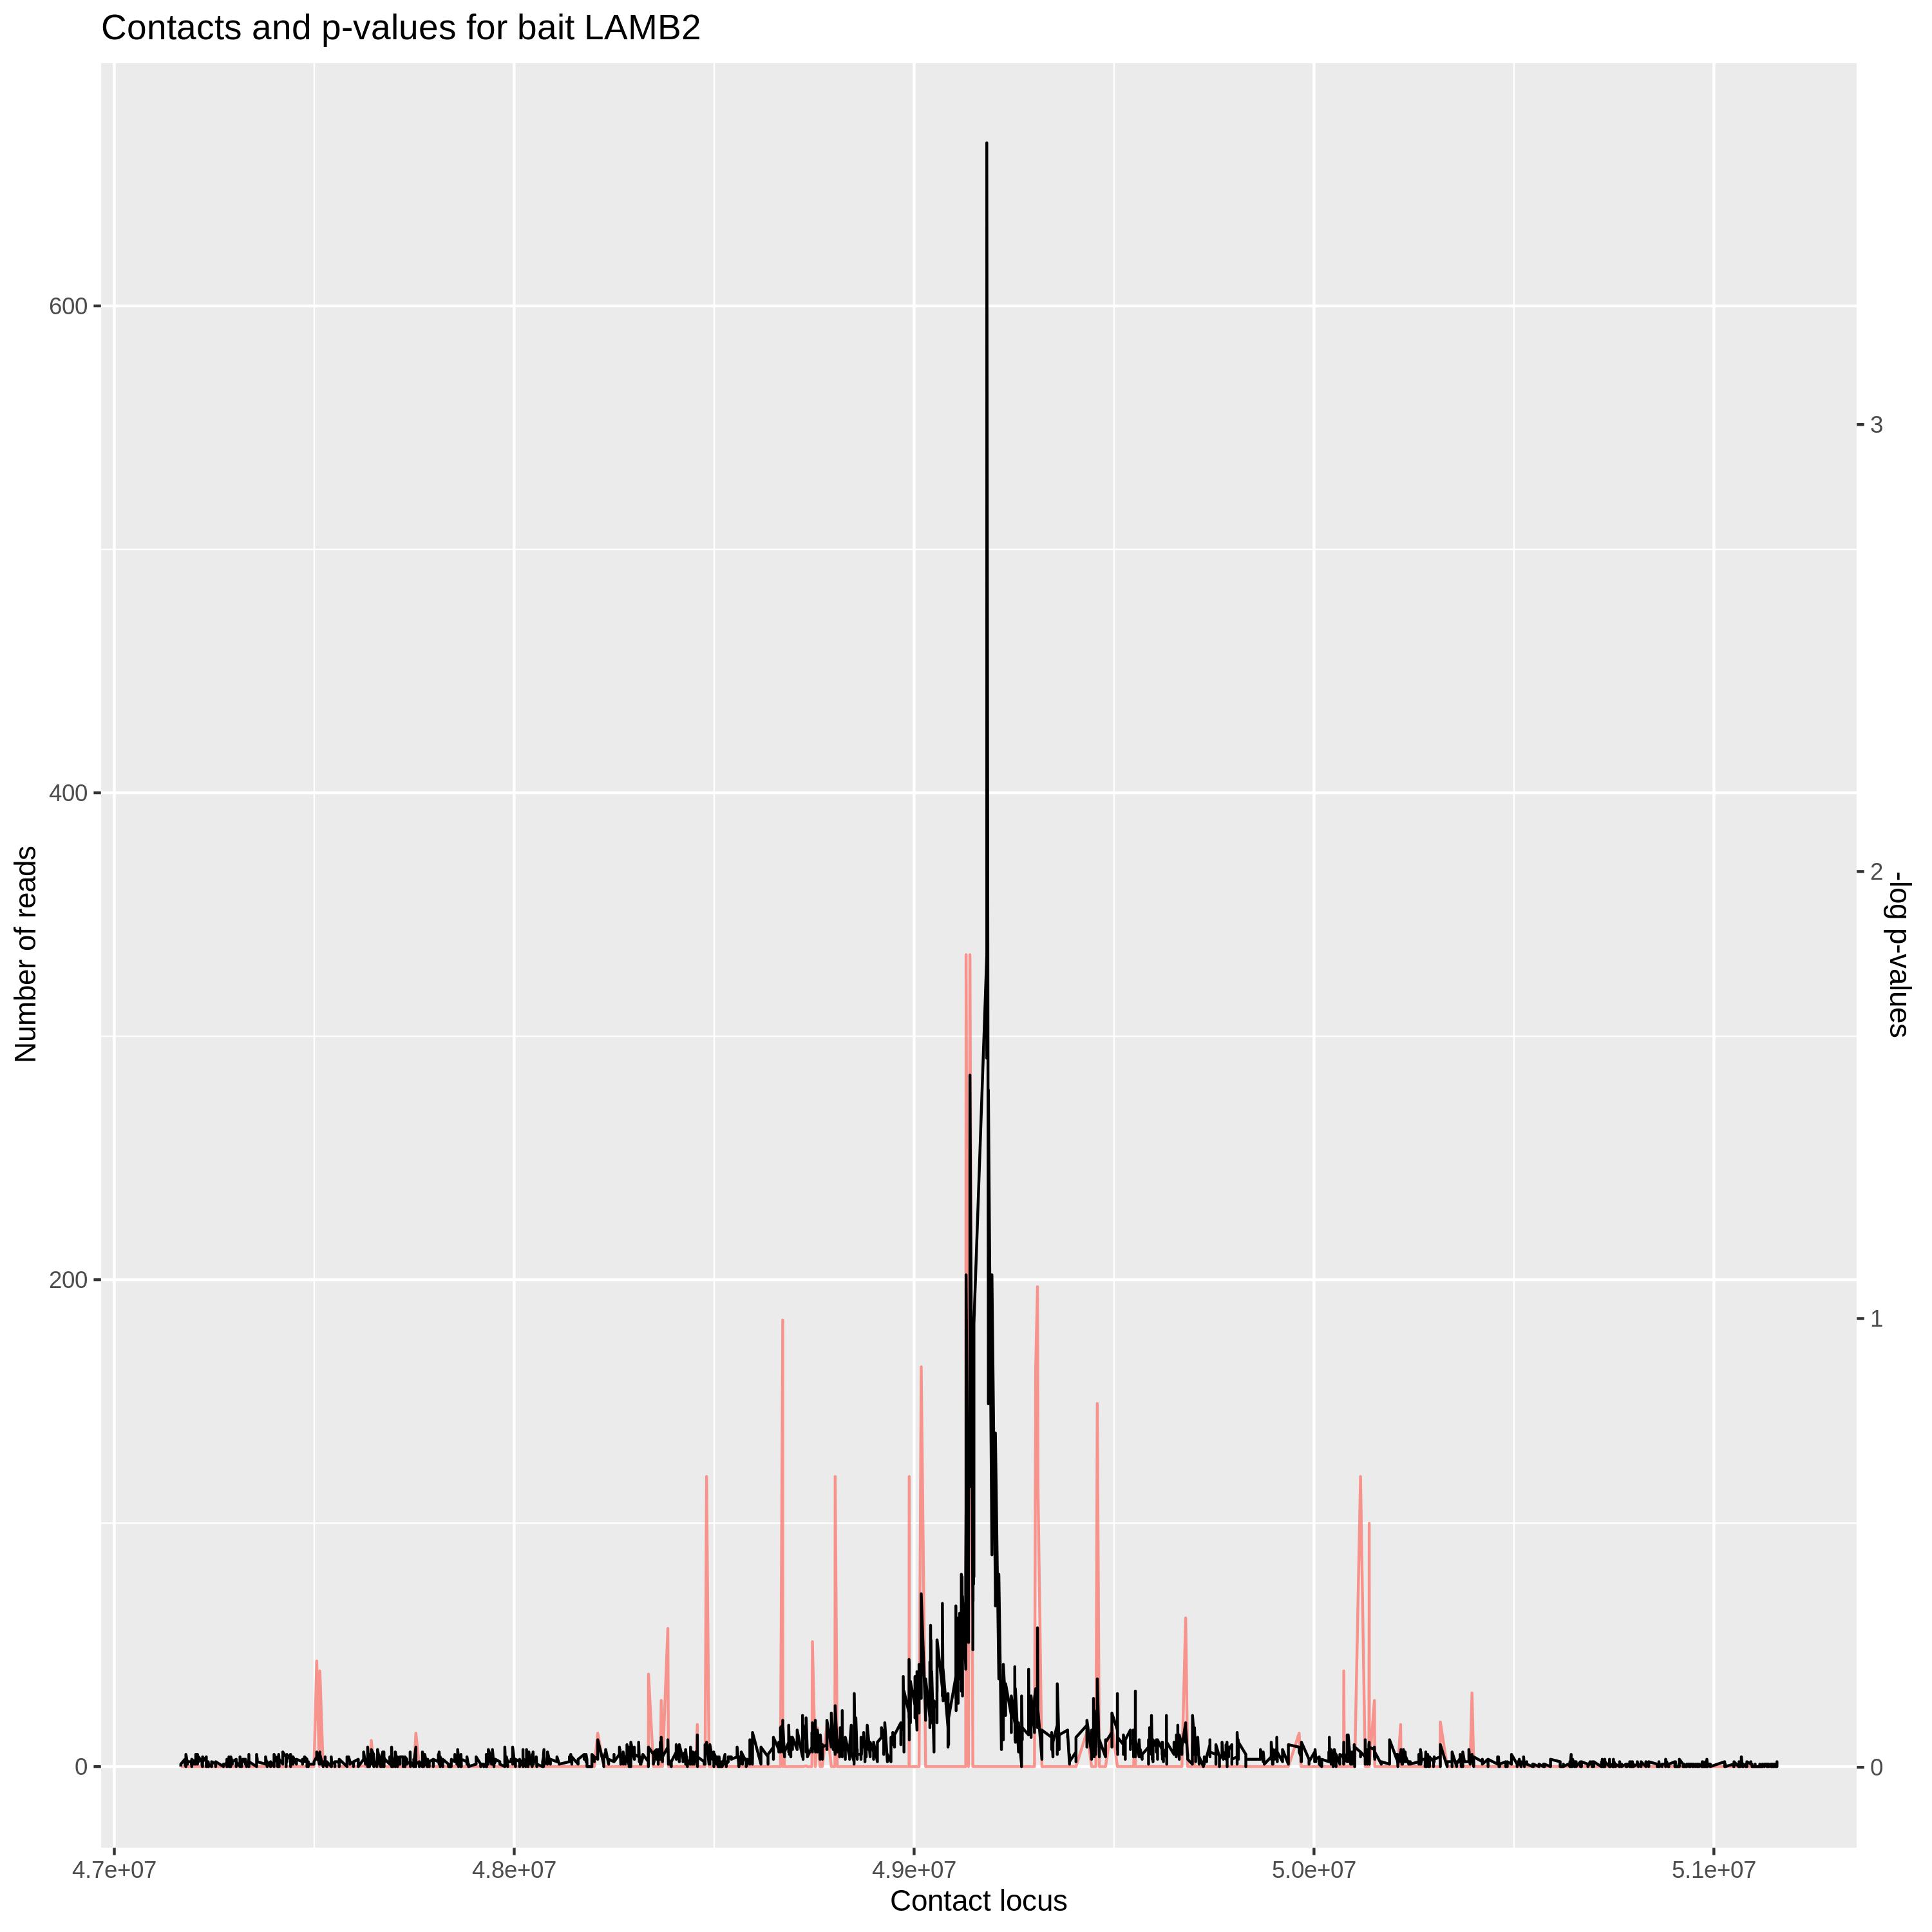 Contacts and p-values for bait LAMB2
Number of reads
600
400
200
0
3
2
1
0
-log p-values
4.7e+07
4.8e+07
4.9e+07
5.0e+07
5.1e+07
Contact locus